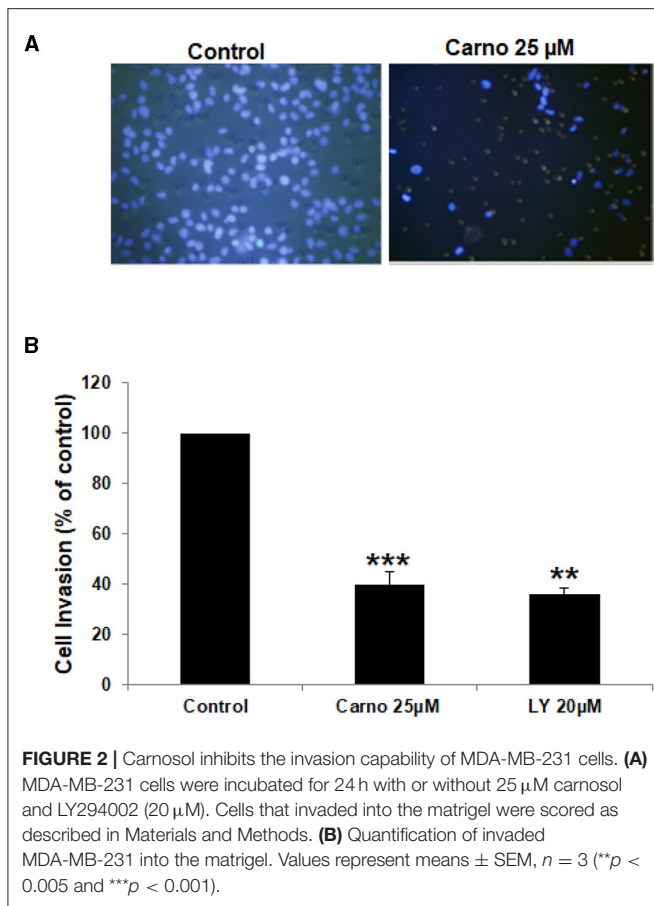 A
Control
Carno 25 µM
B
Cell Invasion (% of control)
120
100
80
60
40
20
0
***
**
Control
Carno 25µM
LY 20µM
FIGURE 2 | Carnosol inhibits the invasion capability of MDA-MB-231 cells. (A)
MDA-MB-231 cells were incubated for 24 h with or without 25 µM carnosol
and LY294002 (20 µM). Cells that invaded into the matrigel were scored as
described in Materials and Methods. (B) Quantification of invaded
MDA-MB-231 into the matrigel. Values represent means ± SEM, n = 3 (**p <
0.005 and ***p < 0.001).